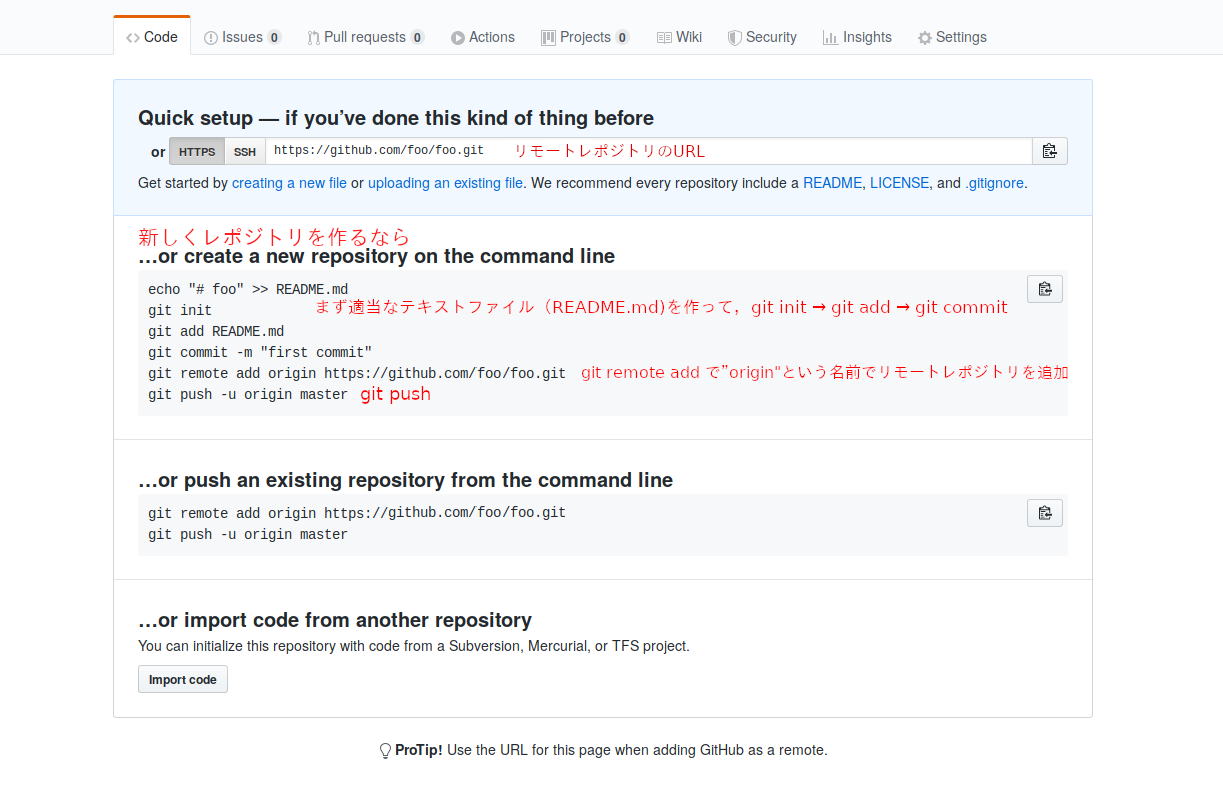 Code Issues 0 Pull requests 0 Actions Projects 0 Wiki Security Insights Settings
Quick setup — if you’ve done this kind of thing before
or HTTPS SSH https://github.com/foo/foo.git リモートレポジトリのURL
Get started by creating a new file or uploading an existing file. We recommend every repository include a README, LICENSE, and .gitignore.
新しくレポジトリを作るなら
…or create a new repository on the command line
echo "# foo" >> README.md
git init まず適当なテキストファイル（README.md)を作って，git init → git add → git commit
git add README.md
git commit -m "first commit"
git remote add origin https://github.com/foo/foo.git git remote add で”origin"という名前でリモートレポジトリを追加
git push -u origin master git push
…or push an existing repository from the command line
git remote add origin https://github.com/foo/foo.git
git push -u origin master
…or import code from another repository
You can initialize this repository with code from a Subversion, Mercurial, or TFS project.
Import code
ProTip! Use the URL for this page when adding GitHub as a remote.